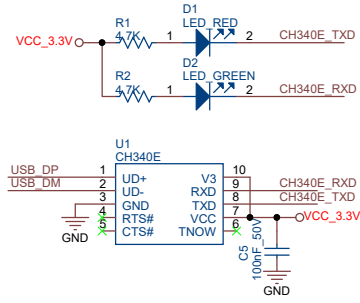 D1
R1
LED_RED
VCC_3.3V
4.7K
1
2
CH340E_TXD
D2
R2
LED_GREEN
4.7K
1
2
CH340E_RXD
U1
CH340E
USB_DP
1
UD+
V3
10
USB_DM
2
UD-
RXD
9
CH340E_RXD
3
GND
TXD
8
CH340E_TXD
4
RTS#
VCC
7
VCC_3.3V
5
CTS#
TNOW
6
GND
C5
100nF_50V
GND